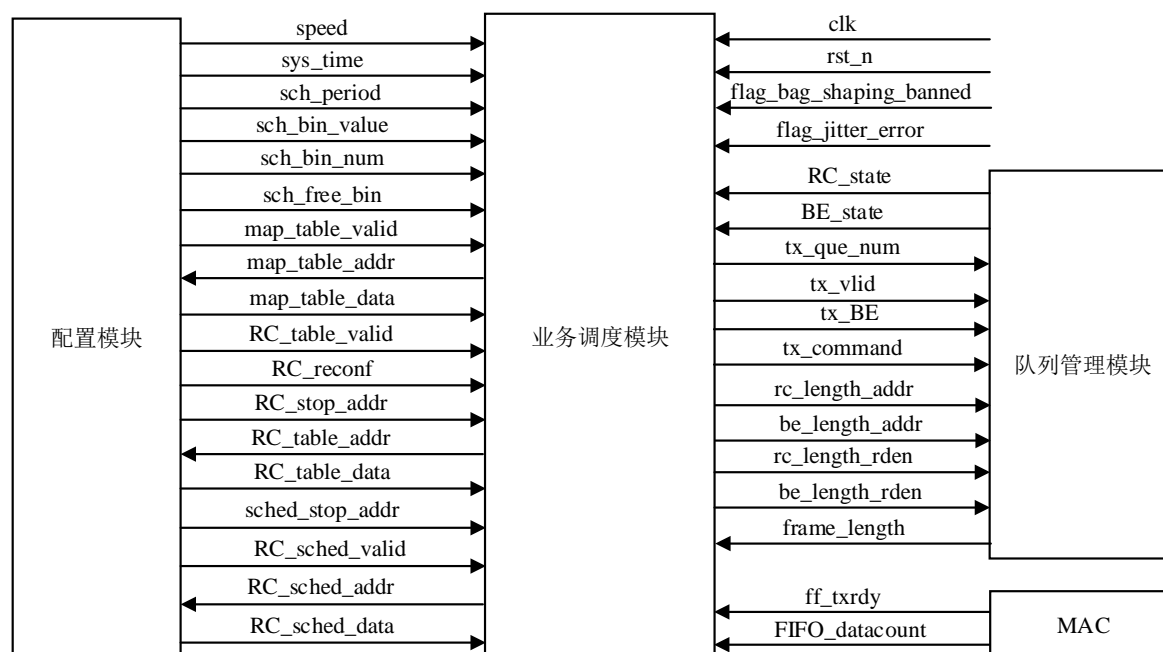 配置模块
speed
sys_time
sch_period
sch_bin_value
sch_bin_num
sch_free_bin
map_table_valid
map_table_addr
map_table_data
RC_table_valid
RC_reconf
RC_stop_addr
RC_table_addr
RC_table_data
sched_stop_addr
RC_sched_valid
RC_sched_addr
RC_sched_data
业务调度模块
clk
rst_n
flag_bag_shaping_banned
flag_jitter_error
RC_state
BE_state
tx_que_num
tx_vlid
tx_BE
tx_command
rc_length_addr
be_length_addr
rc_length_rden
be_length_rden
frame_length
ff_txrdy
FIFO_datacount
队列管理模块
MAC